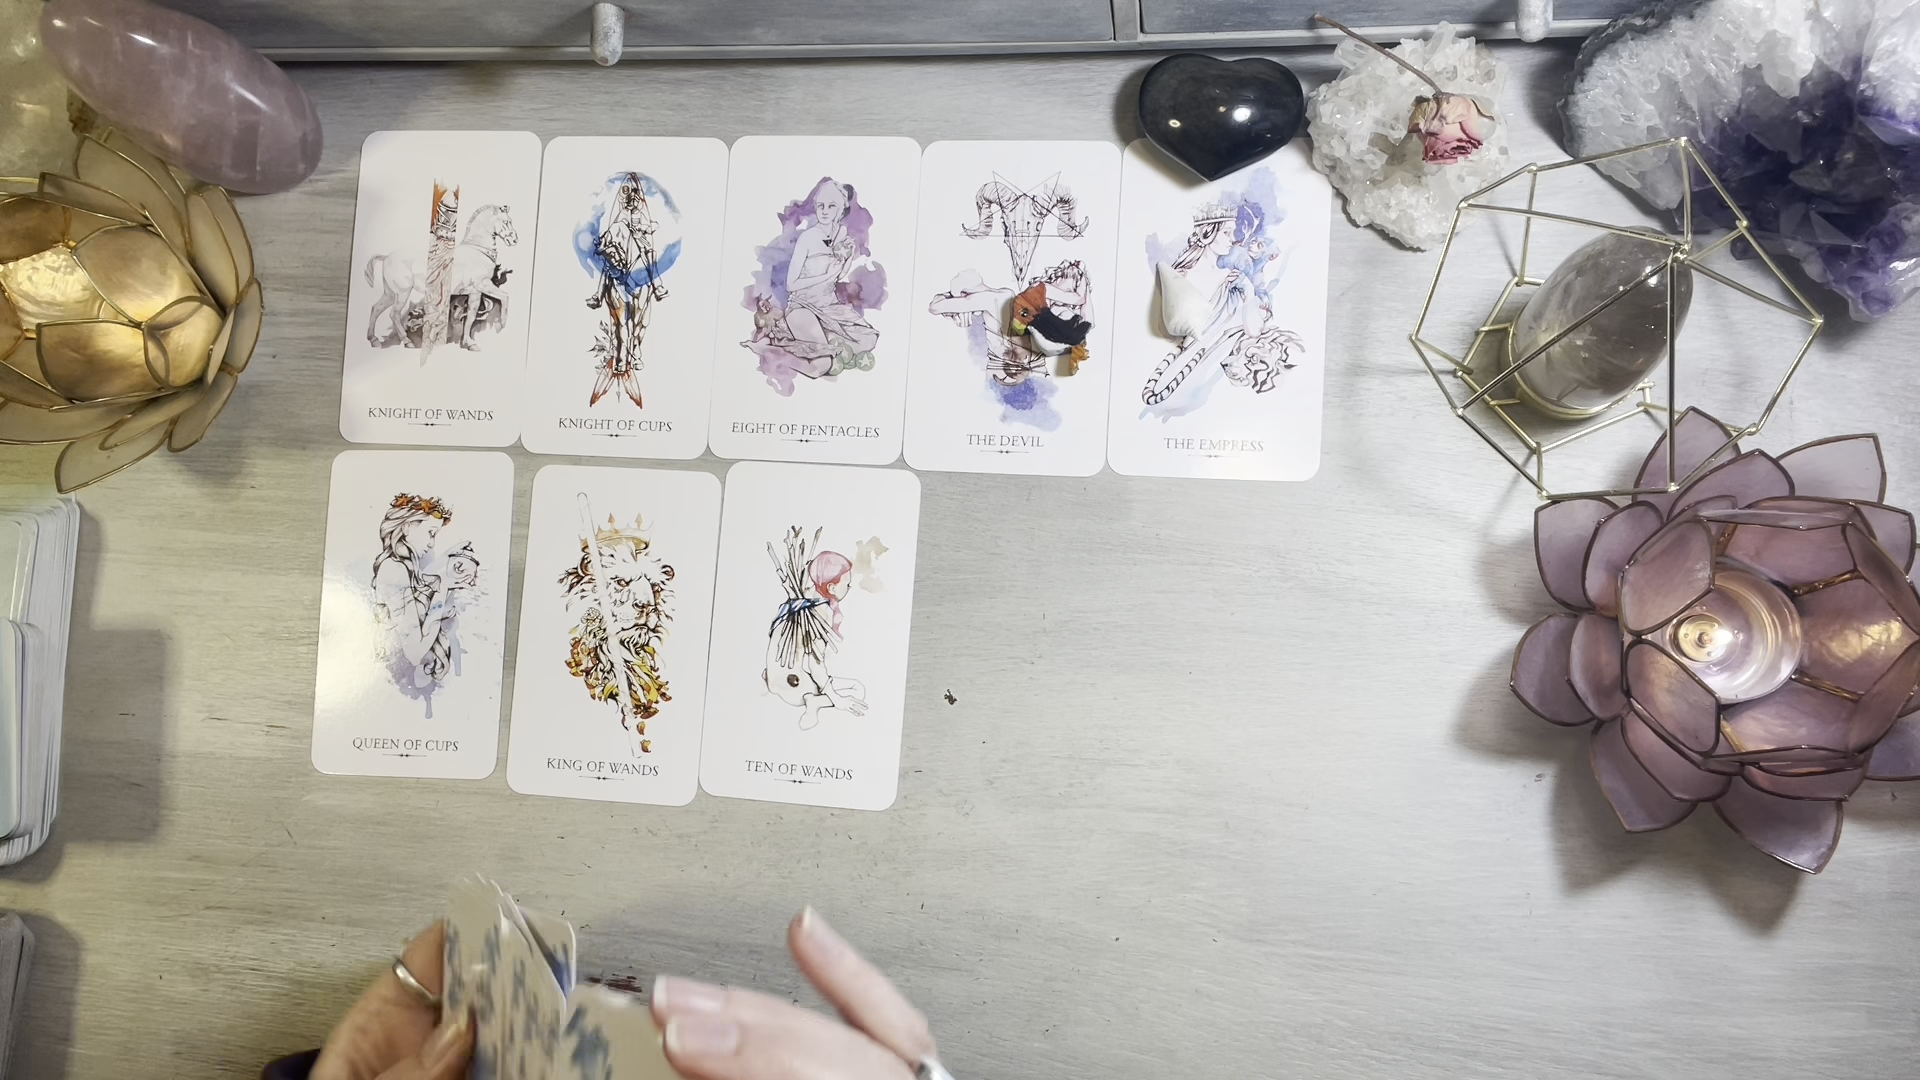 KNIGHT OF WANDS
KNIGHT OF CUPS
EIGHT OF PENTACLES
THE DEVIL
THE EMPRESS
QUEEN OF CUPS
KING OF WANDS
TEN OF WANDS